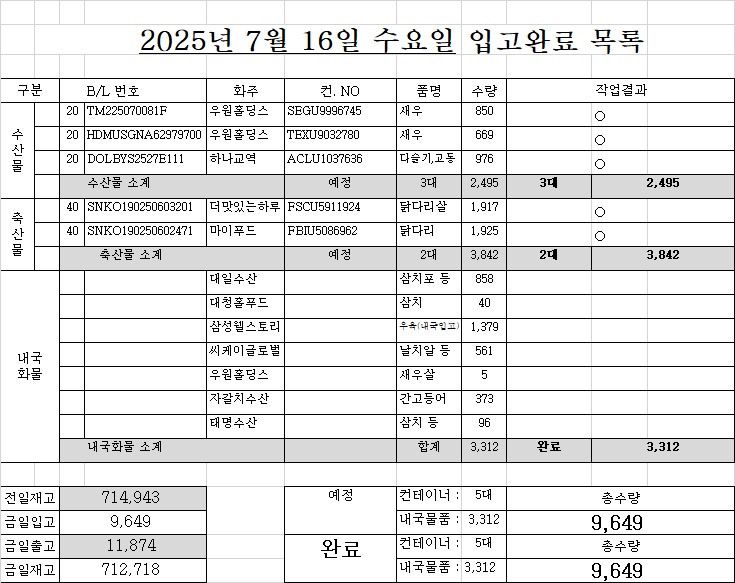 2025년 7월 16일 수요일 입고완료 목록
구분 B/L 번호 화주 컨. NO 품명 수량 작업결과
수산물
20 TM225070081F 우원홀딩스 SEGU9996745 새우 850 ○
20 HDMUSGNA62979700 우원홀딩스 TEXU9032780 새우 669 ○
20 DOLBYS2527E111 하나교역 ACLU1037636 다슬기,고동 976 ○
수산물 소계 예정 3대 2,495 3대 2,495
축산물
40 SNKO190250603201 더맛있는하루 FSCU5911924 닭다리살 1,917 ○
40 SNKO190250602471 마이푸드 FBIU5086962 닭다리 1,925 ○
축산물 소계 예정 2대 3,842 2대 3,842
내국화물
대일수산 삼치포 등 858
대청홀푸드 삼치 40
삼성웰스토리 우육(내국입고) 1,379
씨케이글로벌 날치알 등 561
우원홀딩스 새우살 5
자갈치수산 간고등어 373
태명수산 삼치 등 96
내국화물 소계 합계 3,312 완료 3,312
전일재고 714,943 예정 컨테이너 : 5대 총수량
금일입고 9,649 내국물품 : 3,312 9,649
금일출고 11,874 완료 컨테이너 : 5대 총수량
금일재고 712,718 내국물품 : 3,312 9,649